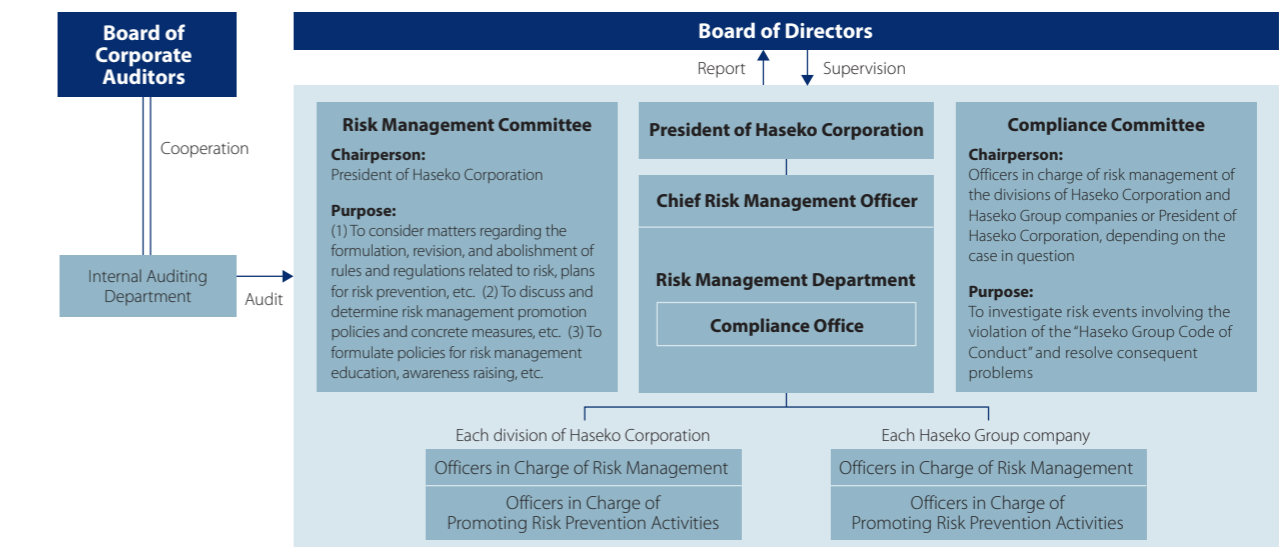 Board of
Corporate
Auditors
Cooperation
Internal Auditing
Department
Audit
Board of Directors
Report
Supervision
Risk Management Committee
Chairperson:
President of Haseko Corporation
Purpose:
(1) To consider matters regarding the
formulation, revision, and abolishment of
rules and regulations related to risk, plans
for risk prevention, etc.  (2) To discuss and
determine risk management promotion
policies and concrete measures, etc.  (3) To
formulate policies for risk management
education, awareness raising, etc.
President of Haseko Corporation
Chief Risk Management Officer
Risk Management Department
Compliance Office
Compliance Committee
Chairperson:
Officers in charge of risk management of
the divisions of Haseko Corporation and
Haseko Group companies or President of
Haseko Corporation, depending on the
case in question
Purpose:
To investigate risk events involving the
violation of the “Haseko Group Code of
Conduct” and resolve consequent
problems
Each division of Haseko Corporation
Officers in Charge of Risk Management
Officers in Charge of
Promoting Risk Prevention Activities
Each Haseko Group company
Officers in Charge of Risk Management
Officers in Charge of
Promoting Risk Prevention Activities